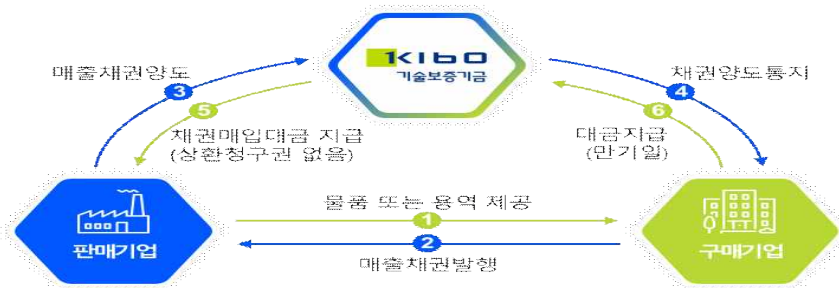 KIBO
기술보증기금
매출채권양도
3
채권양도통지
4
5
채권매입대금 지급
(상환청구권 없음)
6
대금지급
(만기일)
물품 또는 용역 제공
1
2
매출채권발행
판매기업
구매기업